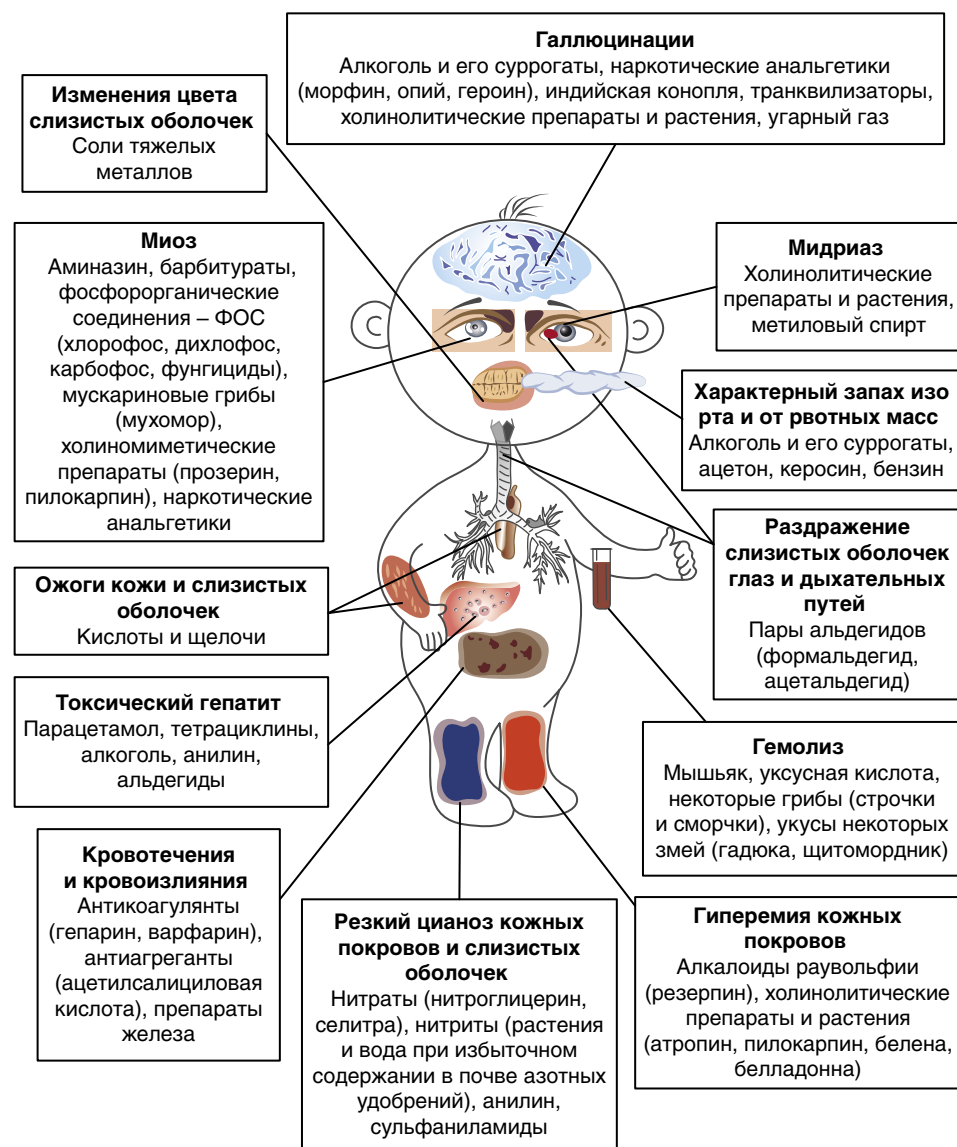 Галлюцинации
Алкоголь и его суррогаты, наркотические анальгетики
(морфин, опий, героин), индийская конопля, транквилизаторы,
холинолитические препараты и растения, угарный газ
Изменения цвета
слизистых оболочек
Соли тяжелых
металлов
Миоз
Аминазин, барбитураты,
фосфорорганические
соединения – ФОС
(хлорофос, дихлофос,
карбофос, фунгициды),
мускариновые грибы
(мухомор),
холиномиметические
препараты (прозерин,
пилокарпин), наркотические
анальгетики
Мидриаз
Холинолитические
препараты и растения,
метиловый спирт
Характерный запах изо
рта и от рвотных масс
Алкоголь и его суррогаты,
ацетон, керосин, бензин
Раздражение
слизистых оболочек
глаз и дыхательных
путей
Пары альдегидов
(формальдегид,
ацетальдегид)
Ожоги кожи и слизистых
оболочек
Кислоты и щелочи
Токсический гепатит
Парацетамол, тетрациклины,
алкоголь, анилин,
альдегиды
Гемолиз
Мышьяк, уксусная кислота,
некоторые грибы (строчки
и сморчки), укусы некоторых
змей (гадюка, щитомордник)
Кровотечения
и кровоизлияния
Антикоагулянты
(гепарин, варфарин),
антиагреганты
(ацетилсалициловая
кислота), препараты
железа
Резкий цианоз кожных
покровов и слизистых
оболочек
Нитраты (нитроглицерин,
селитра), нитриты (растения
и вода при избыточном
содержании в почве азотных
удобрений), анилин,
сульфаниламиды
Гиперемия кожных
покровов
Алкалоиды раувольфии
(резерпин), холинолитические
препараты и растения
(атропин, пилокарпин, белена,
белладонна)